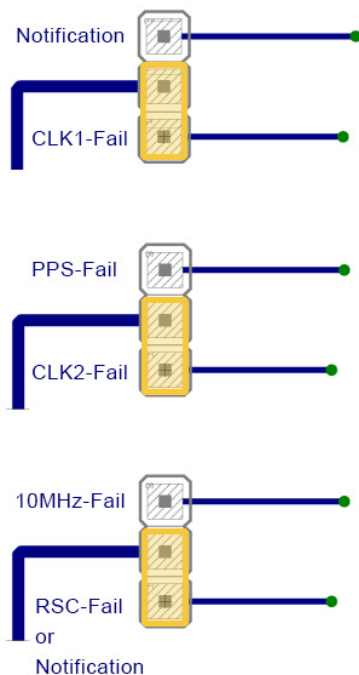 Notification
CLK1-Fail
PPS-Fail
CLK2-Fail
10MHz-Fail
RSC-Fail
or
Notification